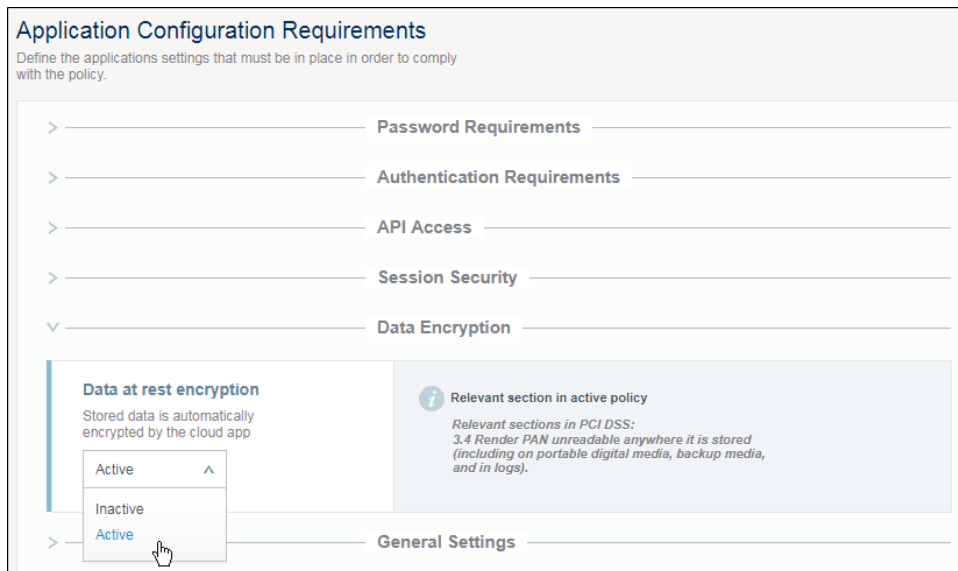 Application Configuration Requirements
Define the applications settings that must be in place in order to comply
with the policy.
Password Requirements
Authentication Requirements
API Access
Session Security
Data Encryption
Data at rest encryption
Stored data is automatically
encrypted by the cloud app
Active
Inactive
Active
i
Relevant section in active policy
Relevant sections in PCI DSS:
3.4 Render PAN unreadable anywhere it is stored
(including on portable digital media, backup media,
and in logs).
General Settings